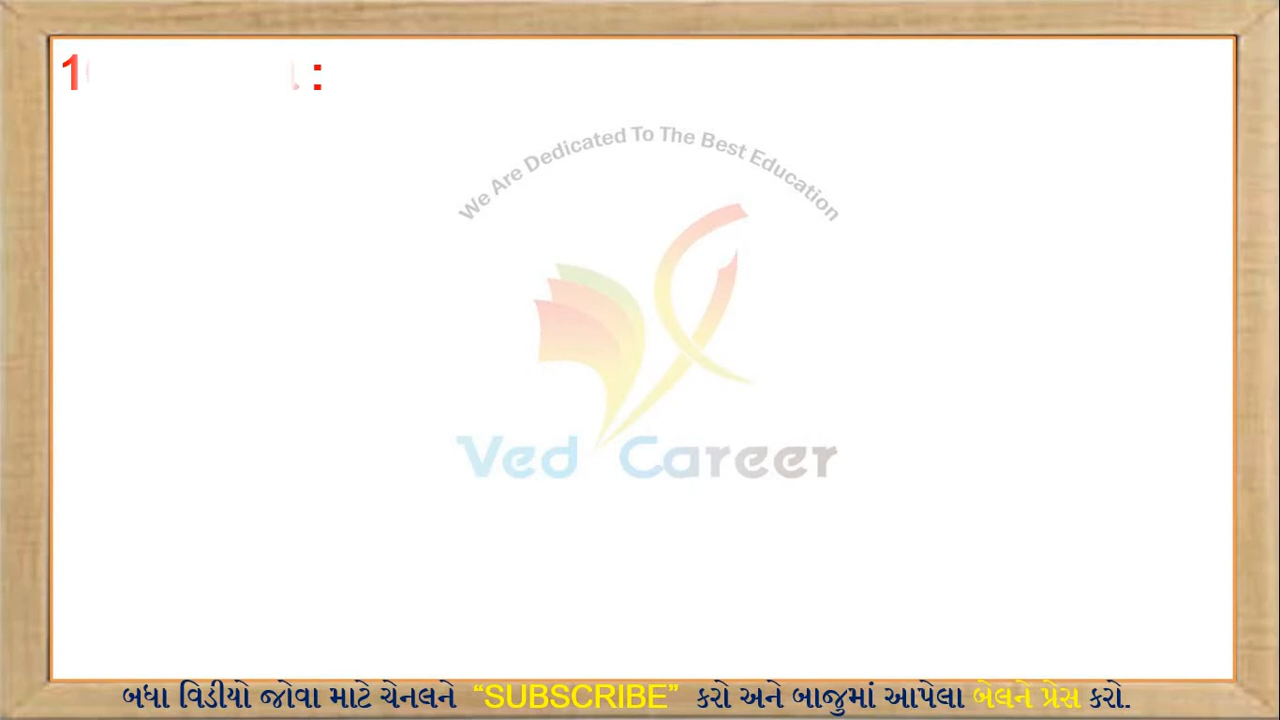 We Are Dedicated To The Best Education
Ved Career
બધા વિડીયો જોવા માટે ચેનલને “SUBSCRIBE” કરો અને બાજુમાં આપેલા બેલને પ્રેસ કરો.